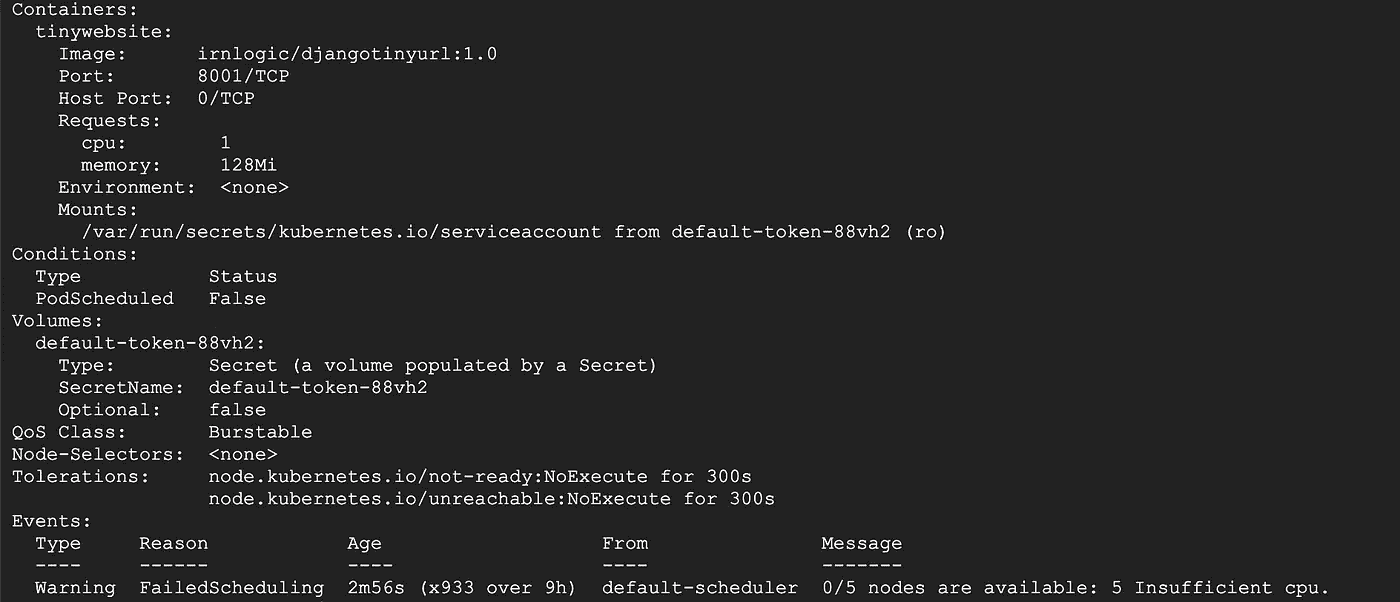 Containers:
tinywebsite:
Image: irnlogic/djangotinyurl:1.0
Port: 8001/TCP
Host Port: 0/TCP
Requests:
cpu: 1
memory: 128Mi
Environment: <none>
Mounts:
/var/run/secrets/kubernetes.io/serviceaccount from default-token-88vh2 (ro)
Conditions:
Type Status
PodScheduled False
Volumes:
default-token-88vh2:
Type: Secret (a volume populated by a Secret)
SecretName: default-token-88vh2
Optional: false
QoS Class: Burstable
Node-Selectors: <none>
Tolerations: node.kubernetes.io/not-ready:NoExecute for 300s
node.kubernetes.io/unreachable:NoExecute for 300s
Events:
Type Reason Age From Message
---- ------ ---- ---- -------
Warning FailedScheduling 2m56s (x933 over 9h) default-scheduler 0/5 nodes are available: 5 Insufficient cpu.